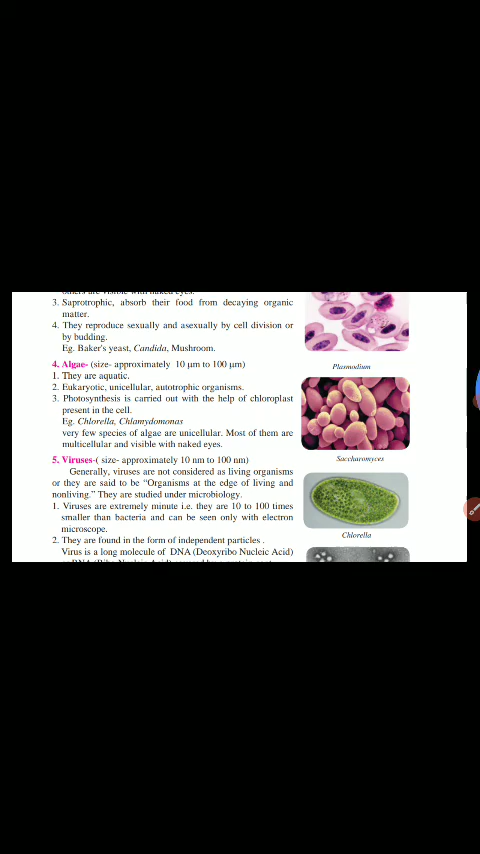 others are visible with naked eyes.
3. Saprotrophic, absorb their food from decaying organic
matter.
4. They reproduce sexually and asexually by cell division or
by budding.
Eg. Baker's yeast, Candida, Mushroom.
4. Algae- (size- approximately 10 μm to 100 μm)
1. They are aquatic.
2. Eukaryotic, unicellular, autotrophic organisms.
3. Photosynthesis is carried out with the help of chloroplast
present in the cell.
Eg. Chlorella, Chlamydomonas
very few species of algae are unicellular. Most of them are
multicellular and visible with naked eyes.
5. Viruses-( size- approximately 10 nm to 100 nm)
Generally, viruses are not considered as living organisms
or they are said to be “Organisms at the edge of living and
nonliving.” They are studied under microbiology.
1. Viruses are extremely minute i.e. they are 10 to 100 times
smaller than bacteria and can be seen only with electron
microscope.
2. They are found in the form of independent particles .
Virus is a long molecule of DNA (Deoxyribo Nucleic Acid)
Plasmodium
Saccharomyces
Chlorella